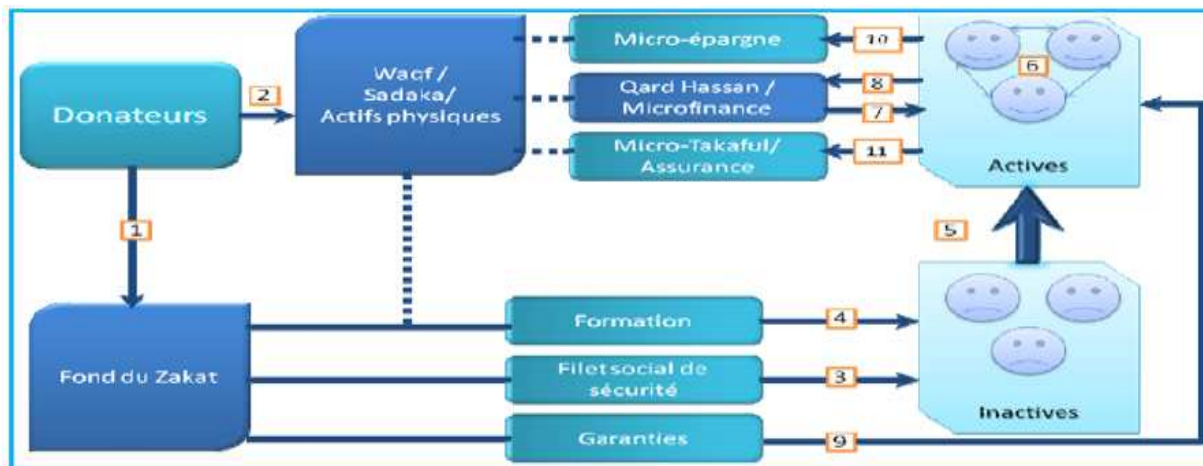 Micro-épargne
10
6
Donateurs
2
Waqf /
Sadaka/
Actifs physiques
Qard Hassan /
Microfinance
8
7
Micro-Takaful/
Assurance
11
Actives
1
5
Fond du Zakat
Formation
4
Filet social de
sécurité
3
Inactives
Garanties
9